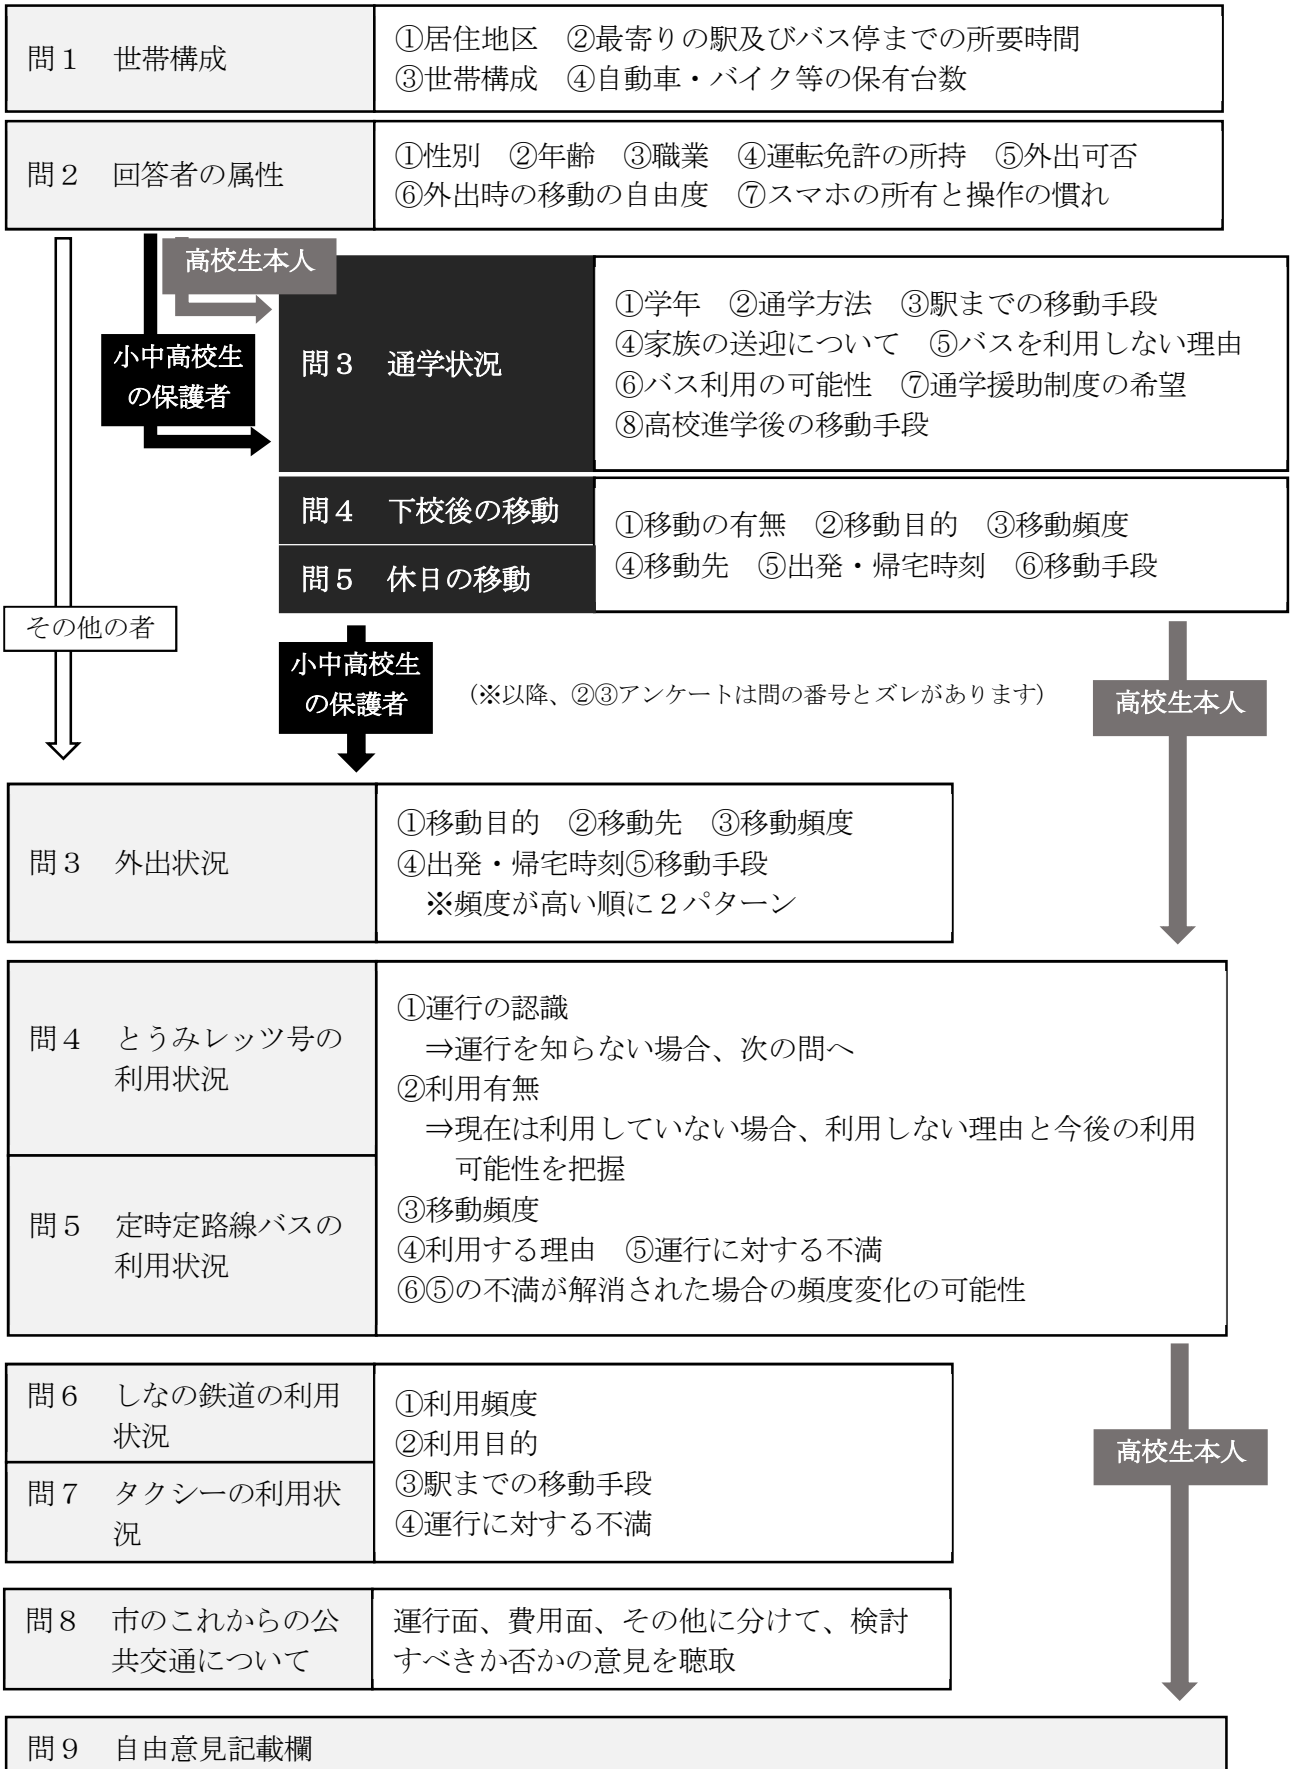 問１　世帯構成
①居住地区　②最寄りの駅及びバス停までの所要時間
③世帯構成　④自動車・バイク等の保有台数
問２　回答者の属性
①性別　②年齢　③職業　④運転免許の所持　⑤外出可否
⑥外出時の移動の自由度　⑦スマホの所有と操作の慣れ
高校生本人
小中高校生
の保護者
問３　通学状況
①学年　②通学方法　③駅までの移動手段
④家族の送迎について　⑤バスを利用しない理由
⑥バス利用の可能性　⑦通学援助制度の希望
⑧高校進学後の移動手段
問４　下校後の移動
問５　休日の移動
①移動の有無　②移動目的　③移動頻度
④移動先　⑤出発・帰宅時刻　⑥移動手段
その他の者
小中高校生
の保護者
（※以降、②③アンケートは問の番号とズレがあります）
高校生本人
問３　外出状況
①移動目的　②移動先　③移動頻度
④出発・帰宅時刻⑤移動手段
※頻度が高い順に２パターン
問４　とうみレッツ号の
利用状況
問５　定時定路線バスの
利用状況
①運行の認識
⇒運行を知らない場合、次の問へ
②利用有無
⇒現在は利用していない場合、利用しない理由と今後の利用
可能性を把握
③移動頻度
④利用する理由　⑤運行に対する不満
⑥⑤の不満が解消された場合の頻度変化の可能性
問６　しなの鉄道の利用
状況
問７　タクシーの利用状
況
①利用頻度
②利用目的
③駅までの移動手段
④運行に対する不満
高校生本人
問８　市のこれからの公
共交通について
運行面、費用面、その他に分けて、検討
すべきか否かの意見を聴取
問９　自由意見記載欄